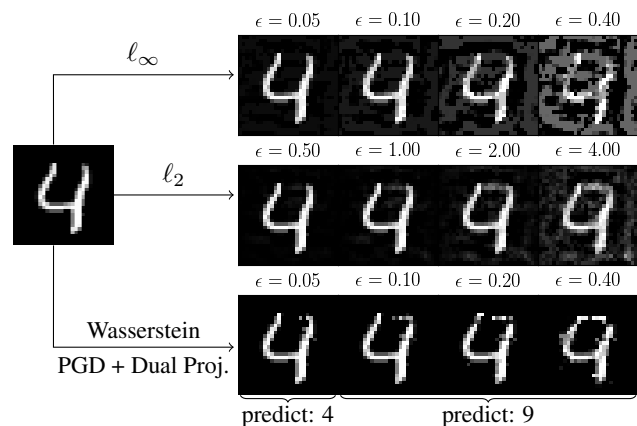 ϵ = 0.05 ϵ = 0.10 ϵ = 0.20 ϵ = 0.40
ℓ∞
ϵ = 0.50 ϵ = 1.00 ϵ = 2.00 ϵ = 4.00
ℓ2
ϵ = 0.05 ϵ = 0.10 ϵ = 0.20 ϵ = 0.40
Wasserstein
PGD + Dual Proj.
predict: 4 predict: 9